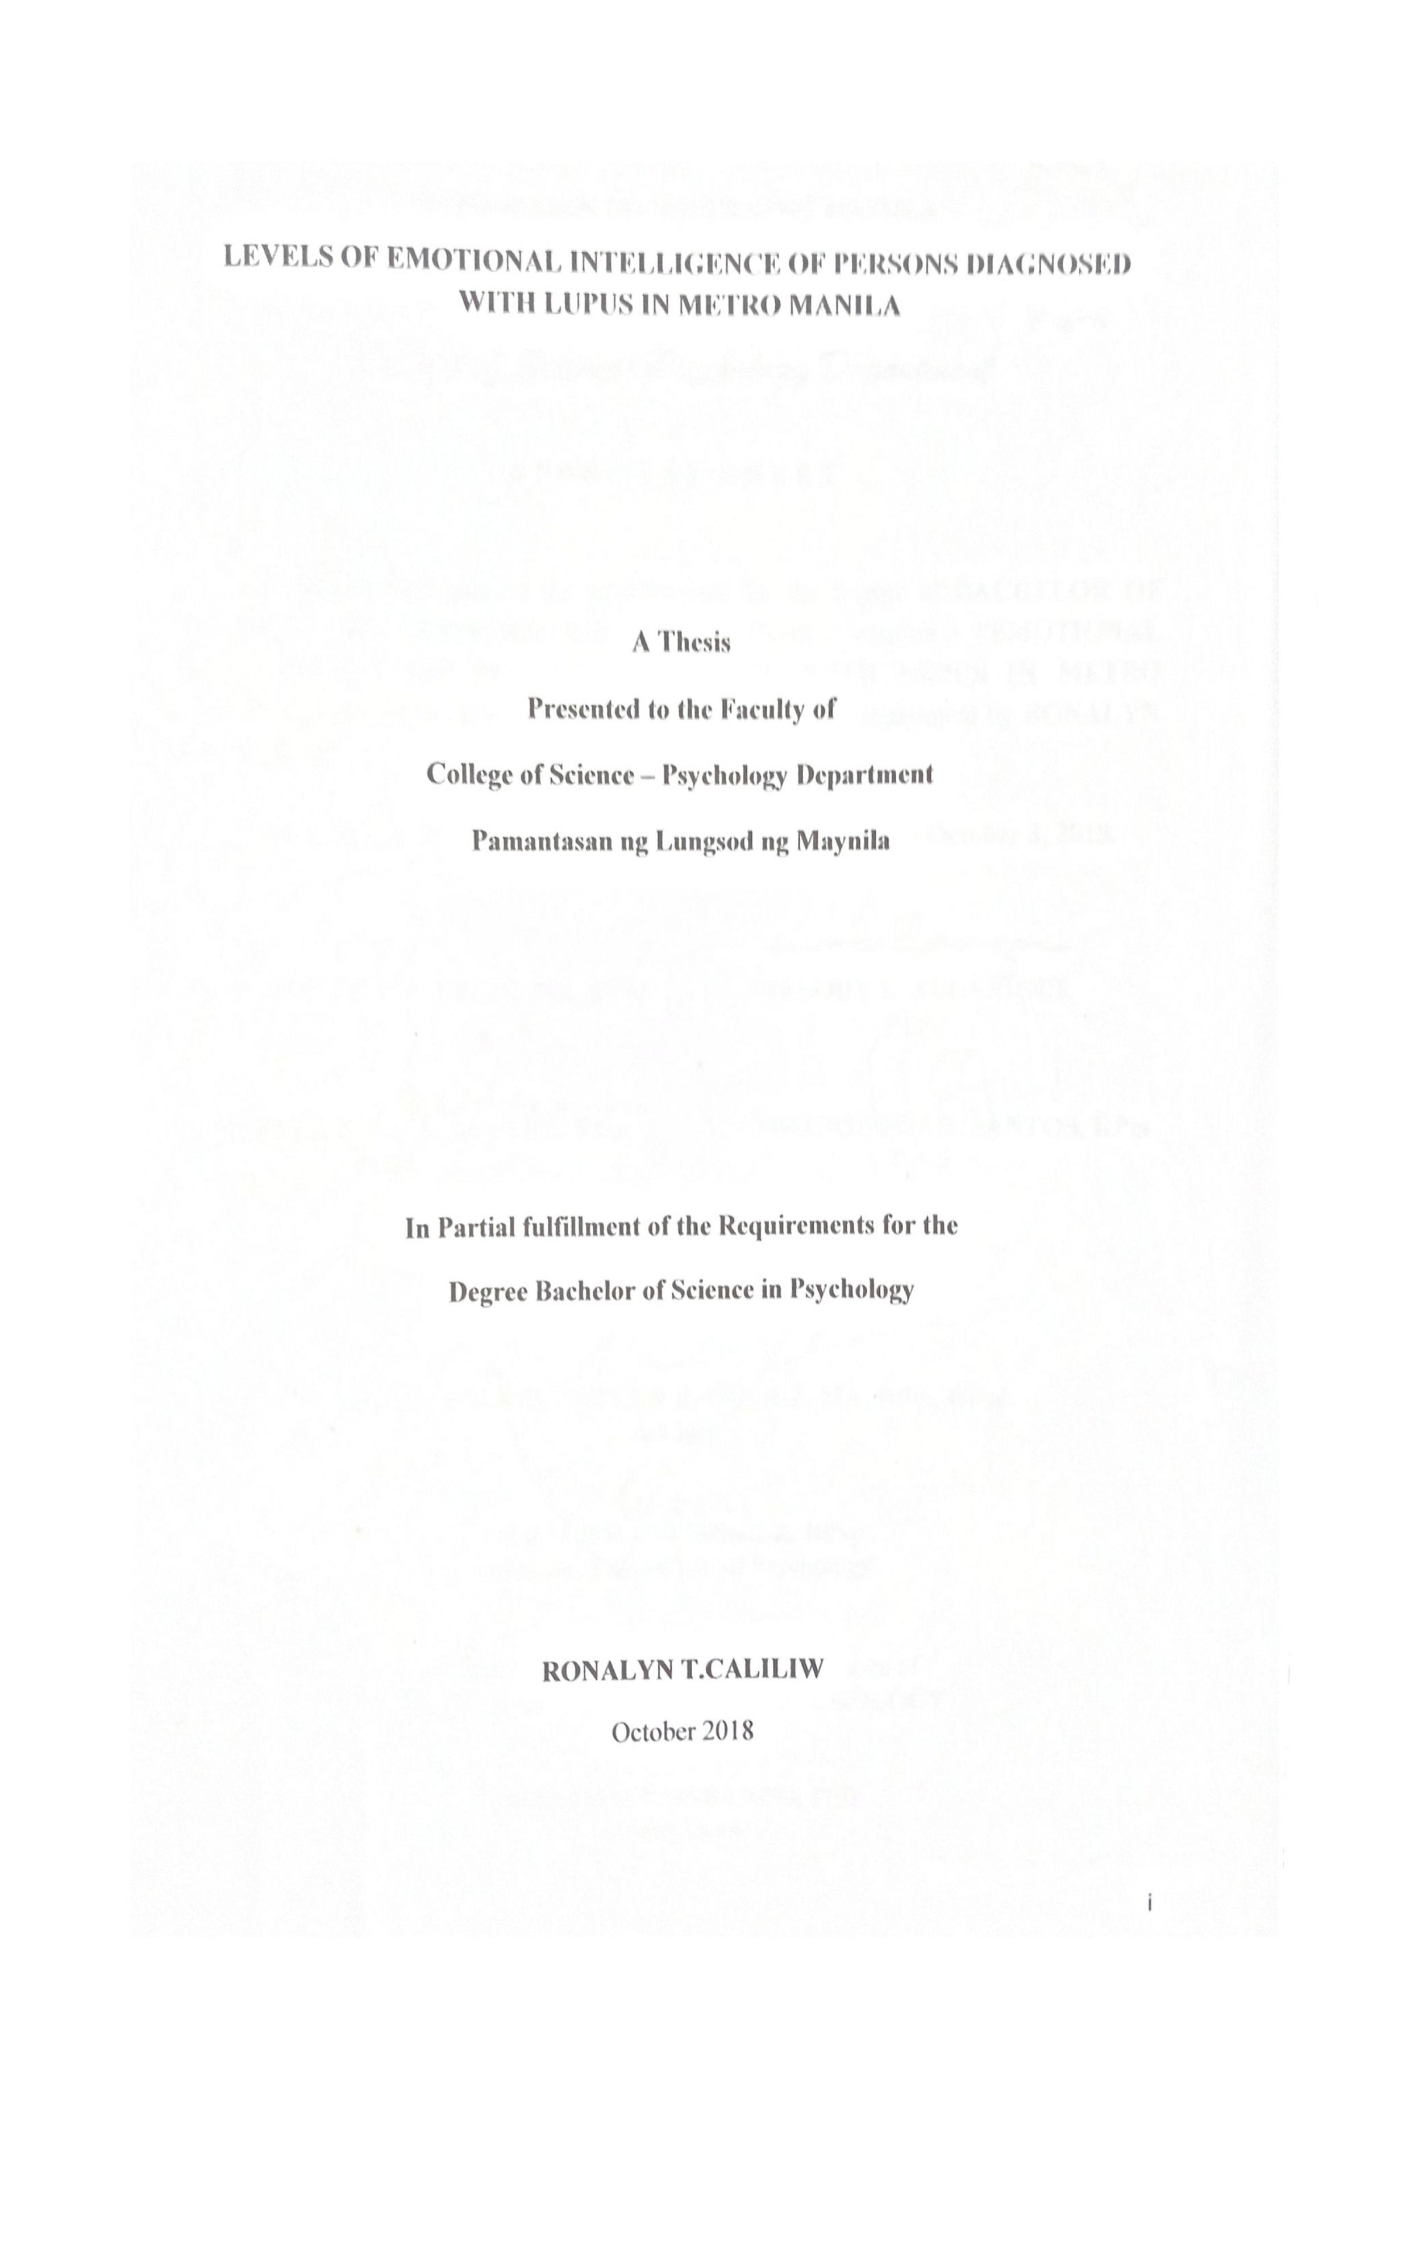 LEVELS OF EMOTIONAL INTELLIGENCE OF PERSONS DIAGNOSED
WITH LUPUS IN METRO MANILA
A Thesis
Presented to the Faculty of
College of Science – Psychology Department
Pamantasan ng Lungsod ng Maynila
In Partial fulfillment of the Requirements for the
Degree Bachelor of Science in Psychology
RONALYN T.CALILIW
October 2018
i